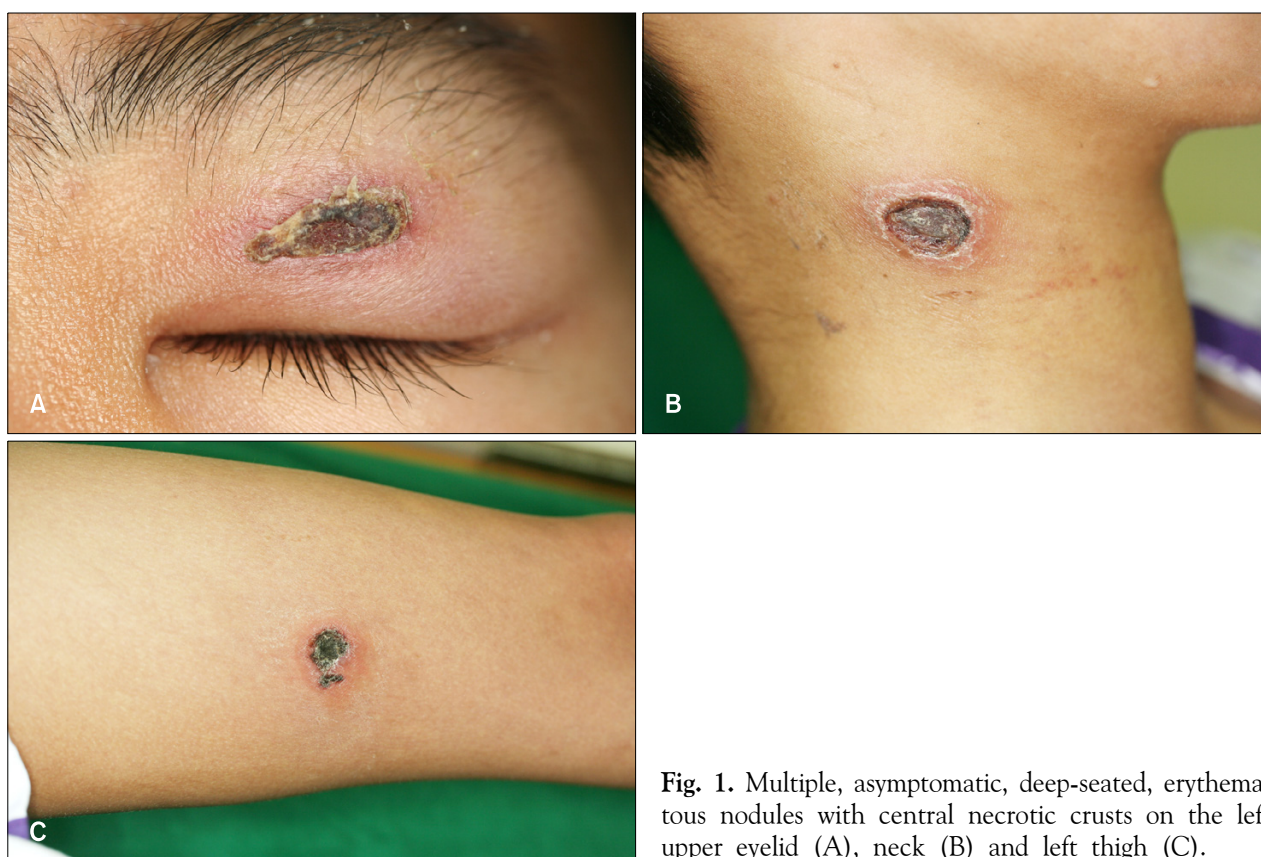 A
B
C
Fig. 1. Multiple, asymptomatic, deep-seated, erythema
tous nodules with central necrotic crusts on the lef
upper eyelid (A), neck (B) and left thigh (C).